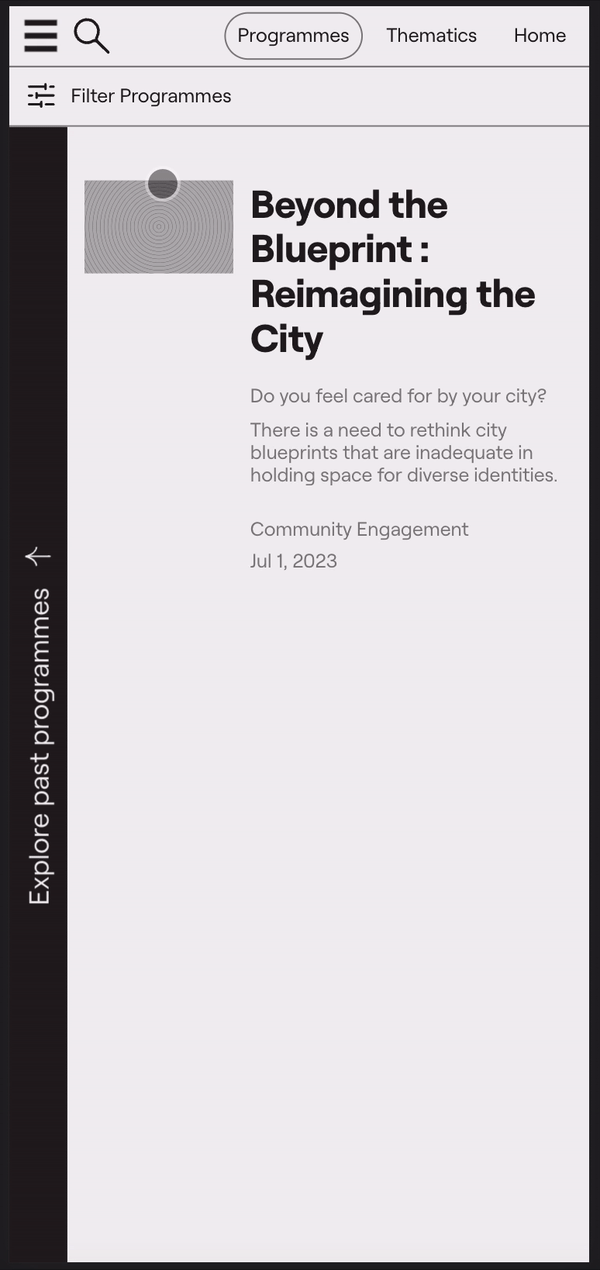 Programmes
Thematics
Home
Filter Programmes
Beyond the
Blueprint :
Reimagining the
City
Do you feel cared for by your city?
There is a need to rethink city
blueprints that are inadequate in
holding space for diverse identities.
Community Engagement
Jul 1, 2023
Explore past programmes